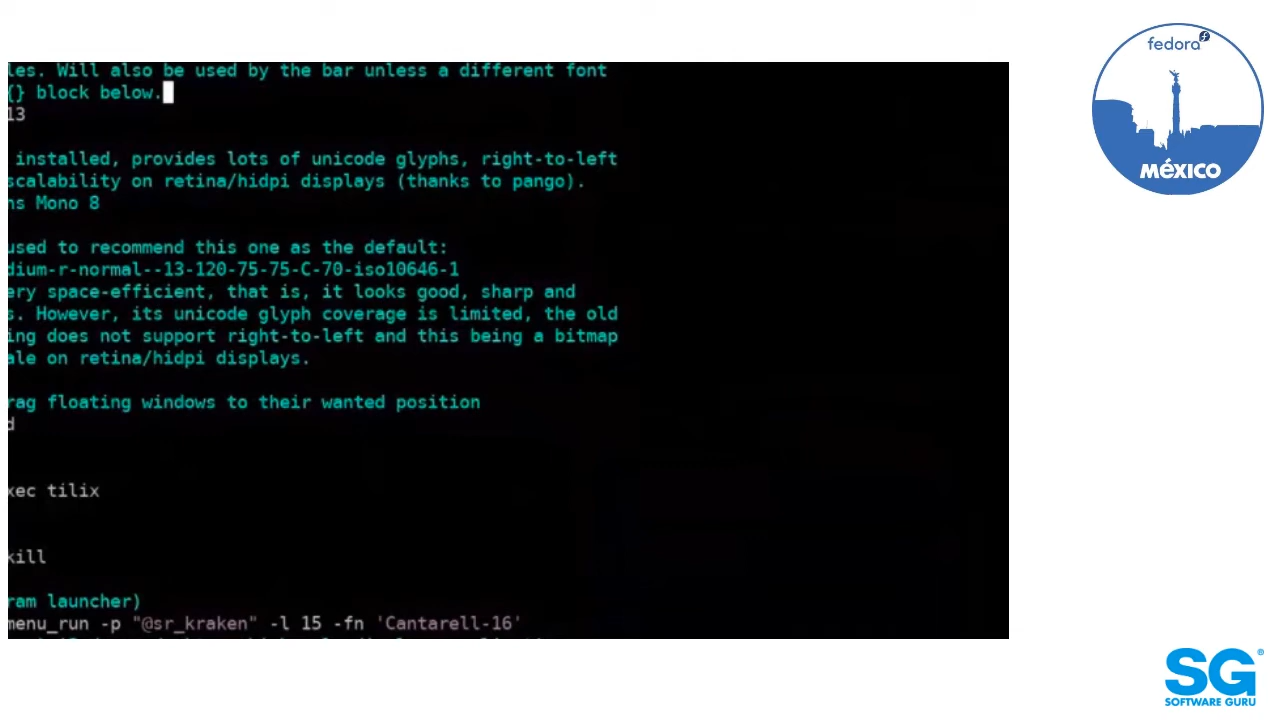 les. Will also be used by the bar unless a different font
{} block below.
13
installed, provides lots of unicode glyphs, right-to-left
scalability on retina/hidpi displays (thanks to pango).
ns Mono 8
used to recommend this one as the default:
dium-r-normal--13-120-75-75-C-70-iso10646-1
ery space-efficient, that is, it looks good, sharp and
s. However, its unicode glyph coverage is limited, the old
ing does not support right-to-left and this being a bitmap
ale on retina/hidpi displays.
rag floating windows to their wanted position
d
xec tilix
kill
ram launcher)
menu_run -p "@sr_kraken" -l 15 -fn 'Cantarell-16'
fedora
MÉXICO
SG
SOFTWARE GURU